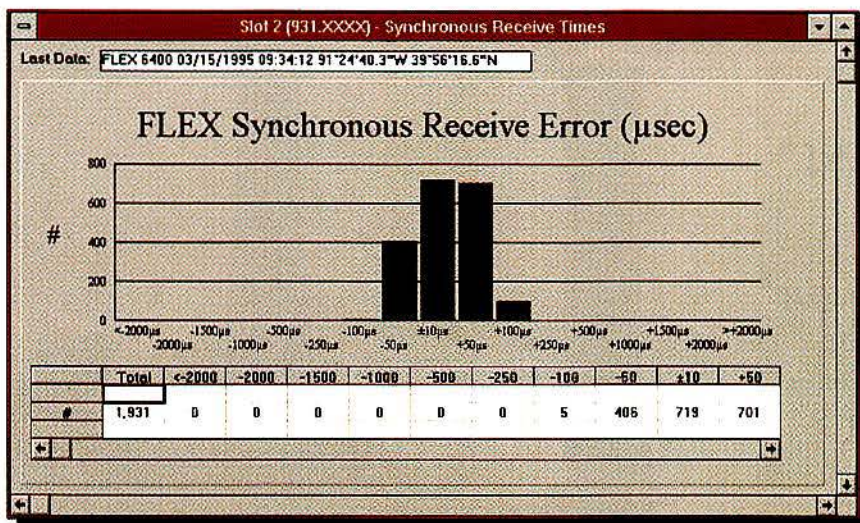 Slot 2 (931.XXXX) - Synchronous Receive Times
Last Data: FLEX 6400 03/15/1995 09:34:12 91°24'40.3"W 39°56'16.6"N
FLEX Synchronous Receive Error (µsec)
800
600
#
400
200
0
<-2000µs -1500µs -500µs -100µs ±10µs +100µs +500µs +1500µs >+2000µs
-2000µs -1000µs -250µs -50µs +50µs +250µs +1000µs +2000µs
Total <-2000 -2000 -1500 -1000 -500 -250 -100 -50 ±10 +50
# 1,931 0 0 0 0 0 0 5 406 719 701